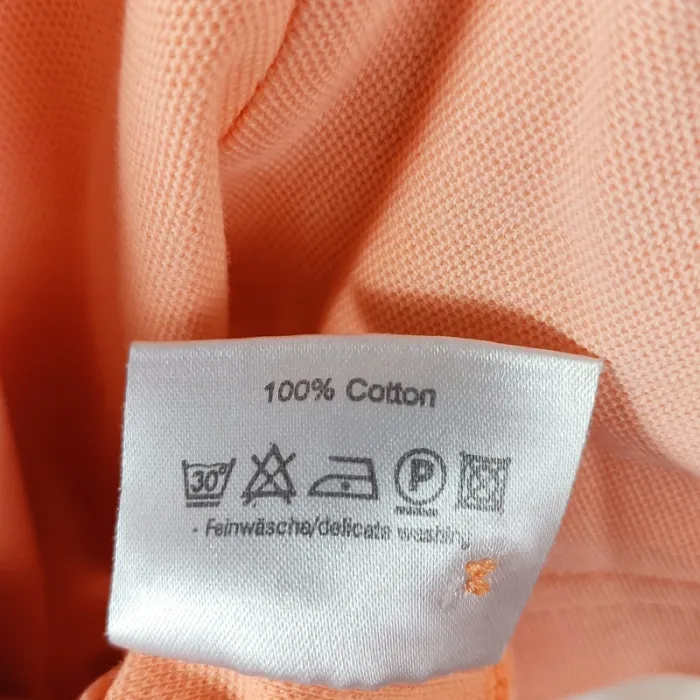 100% Cotton
30° P
- Feinwäsche/delicate washing